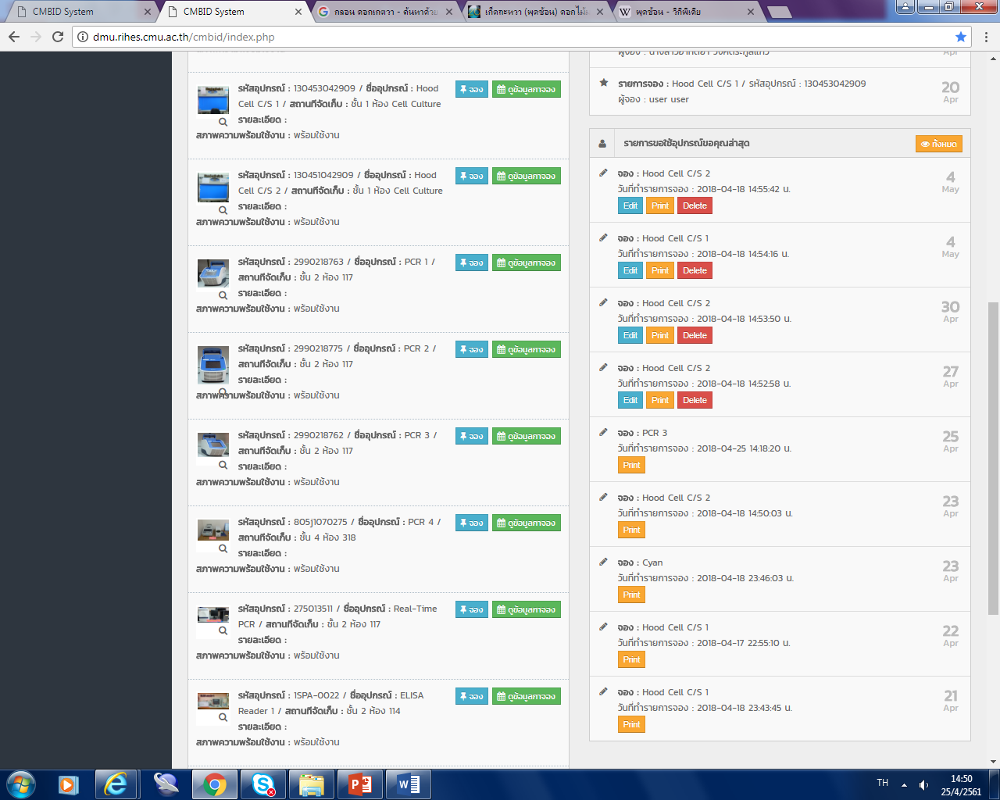 CMBID System
CMBID System
กลอน ดอกเกตวา - ค้นหาด้วย
เก็ดถะหวา (พุดซ้อน) ดอกไม้
พุดซ้อน - วิกิพีเดีย
dmu.rihes.cmu.ac.th/cmbid/index.php
รหัสอุปกรณ์ : 130453042909 / ชื่ออุปกรณ์ : Hood
Cell C/S 1 / สถานที่จัดเก็บ : ชั้น 1 ห้อง Cell Culture
รายละเอียด :
สภาพความพร้อมใช้งาน : พร้อมใช้งาน
จอง ดูข้อมูลการจอง
รหัสอุปกรณ์ : 130451042909 / ชื่ออุปกรณ์ : Hood
Cell C/S 2 / สถานที่จัดเก็บ : ชั้น 1 ห้อง Cell Culture
รายละเอียด :
สภาพความพร้อมใช้งาน : พร้อมใช้งาน
จอง ดูข้อมูลการจอง
รหัสอุปกรณ์ : 2990218763 / ชื่ออุปกรณ์ : PCR 1 /
สถานที่จัดเก็บ : ชั้น 2 ห้อง 117
รายละเอียด :
สภาพความพร้อมใช้งาน : พร้อมใช้งาน
จอง ดูข้อมูลการจอง
รหัสอุปกรณ์ : 2990218775 / ชื่ออุปกรณ์ : PCR 2 /
สถานที่จัดเก็บ : ชั้น 2 ห้อง 117
รายละเอียด :
สภาพความพร้อมใช้งาน : พร้อมใช้งาน
จอง ดูข้อมูลการจอง
รหัสอุปกรณ์ : 2990218762 / ชื่ออุปกรณ์ : PCR 3 /
สถานที่จัดเก็บ : ชั้น 2 ห้อง 117
รายละเอียด :
สภาพความพร้อมใช้งาน : พร้อมใช้งาน
จอง ดูข้อมูลการจอง
รหัสอุปกรณ์ : 805j1070275 / ชื่ออุปกรณ์ : PCR 4 /
สถานที่จัดเก็บ : ชั้น 4 ห้อง 318
รายละเอียด :
สภาพความพร้อมใช้งาน : พร้อมใช้งาน
จอง ดูข้อมูลการจอง
รหัสอุปกรณ์ : 275013511 / ชื่ออุปกรณ์ : Real-Time
PCR / สถานที่จัดเก็บ : ชั้น 2 ห้อง 117
รายละเอียด :
สภาพความพร้อมใช้งาน : พร้อมใช้งาน
จอง ดูข้อมูลการจอง
รหัสอุปกรณ์ : 1SPA-0022 / ชื่ออุปกรณ์ : ELISA
Reader 1 / สถานที่จัดเก็บ : ชั้น 2 ห้อง 114
รายละเอียด :
สภาพความพร้อมใช้งาน : พร้อมใช้งาน
จอง ดูข้อมูลการจอง
Apr
รายการจอง : Hood Cell C/S 1 / รหัสอุปกรณ์ : 130453042909
ผู้จอง : user user
20
Apr
รายการขอใช้อุปกรณ์ของคุณล่าสุด
ทั้งหมด
จอง : Hood Cell C/S 2
วันที่ทำรายการจอง : 2018-04-18 14:55:42 น.
Edit Print Delete
4
May
จอง : Hood Cell C/S 1
วันที่ทำรายการจอง : 2018-04-18 14:54:16 น.
Edit Print Delete
4
May
จอง : Hood Cell C/S 2
วันที่ทำรายการจอง : 2018-04-18 14:53:50 น.
Edit Print Delete
30
Apr
จอง : Hood Cell C/S 2
วันที่ทำรายการจอง : 2018-04-18 14:52:58 น.
Edit Print Delete
27
Apr
จอง : PCR 3
วันที่ทำรายการจอง : 2018-04-25 14:18:20 น.
Print
25
Apr
จอง : Hood Cell C/S 2
วันที่ทำรายการจอง : 2018-04-18 14:50:03 น.
Print
23
Apr
จอง : Cyan
วันที่ทำรายการจอง : 2018-04-18 23:46:03 น.
Print
23
Apr
จอง : Hood Cell C/S 1
วันที่ทำรายการจอง : 2018-04-17 22:55:10 น.
Print
22
Apr
จอง : Hood Cell C/S 1
วันที่ทำรายการจอง : 2018-04-18 23:43:45 น.
Print
21
Apr
TH
14:50
25/4/2561